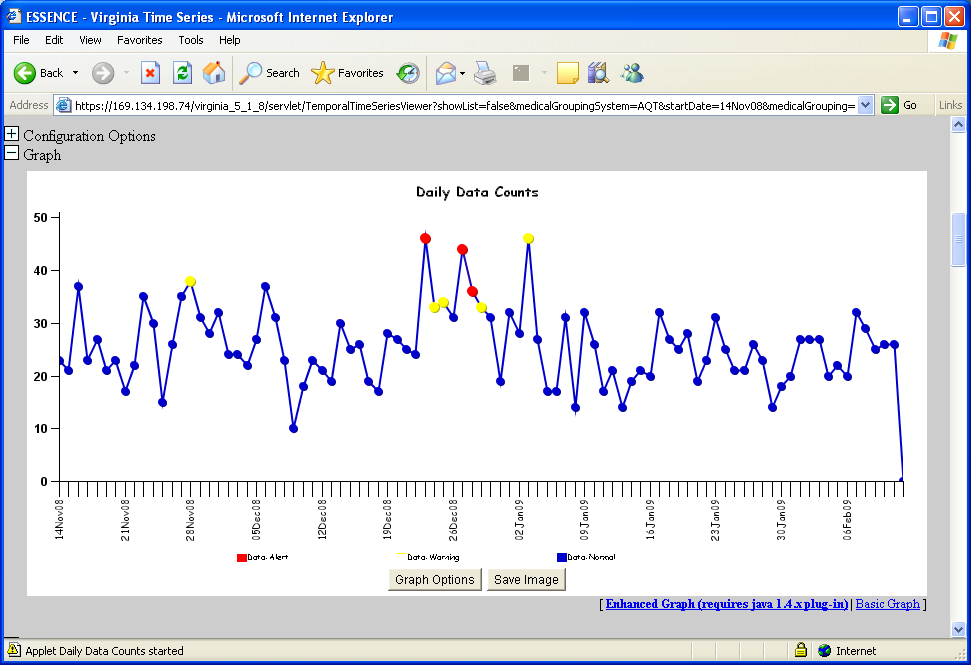 ESSENCE - Virginia Time Series - Microsoft Internet Explorer
File Edit View Favorites Tools Help
Back Search Favorites
Address https://169.134.198.74/virginia_5_1_8/servlet/TemporalTimeSeriesViewer?showList=false&medicalGroupingSystem=AQT&startDate=14Nov08&medicalGrouping= Go Links
Configuration Options
Graph
Daily Data Counts
50
40
30
20
10
0
14Nov08 21Nov08 28Nov08 05Dec08 12Dec08 19Dec08 26Dec08 02Jan09 09Jan09 16Jan09 23Jan09 30Jan09 06Feb09
Data: Alert Data: Warning Data: Normal
Graph Options Save Image
[ Enhanced Graph (requires java 1.4.x plug-in) | Basic Graph ]
Applet Daily Data Counts started Internet